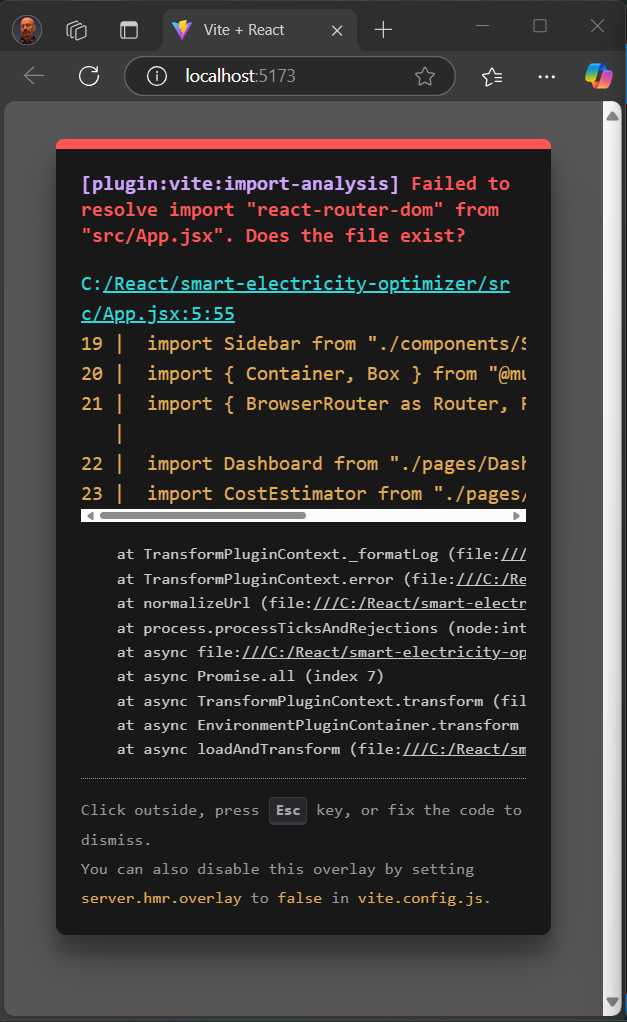 Vite + React
localhost:5173
[plugin:vite:import-analysis] Failed to
resolve import "react-router-dom" from
"src/App.jsx". Does the file exist?
C:/React/smart-electricity-optimizer/sr
c/App.jsx:5:55
19 |  import Sidebar from "./components/S
20 |  import { Container, Box } from "@mu
21 |  import { BrowserRouter as Router, R
|
22 |  import Dashboard from "./pages/Dash
23 |  import CostEstimator from "./pages/
at TransformPluginContext._formatLog (file:///
at TransformPluginContext.error (file:///C:/Re
at normalizeUrl (file:///C:/React/smart-electr
at process.processTicksAndRejections (node:int
at async file:///C:/React/smart-electricity-op
at async Promise.all (index 7)
at async TransformPluginContext.transform (fil
at async EnvironmentPluginContainer.transform
at async loadAndTransform (file:///C:/React/sm
Click outside, press Esc key, or fix the code to
dismiss.
You can also disable this overlay by setting
server.hmr.overlay to false in vite.config.js.